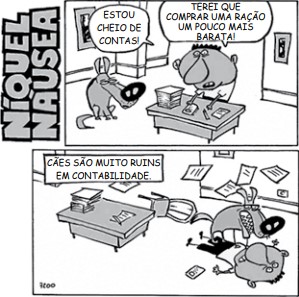 NÍQUEL
NÁUSEA
ESTOU
CHEIO DE
CONTAS!
TEREI QUE
COMPRAR UMA RAÇÃO
UM POUCO MAIS
BARATA!
CÃES SÃO MUITO RUINS
EM CONTABILIDADE.